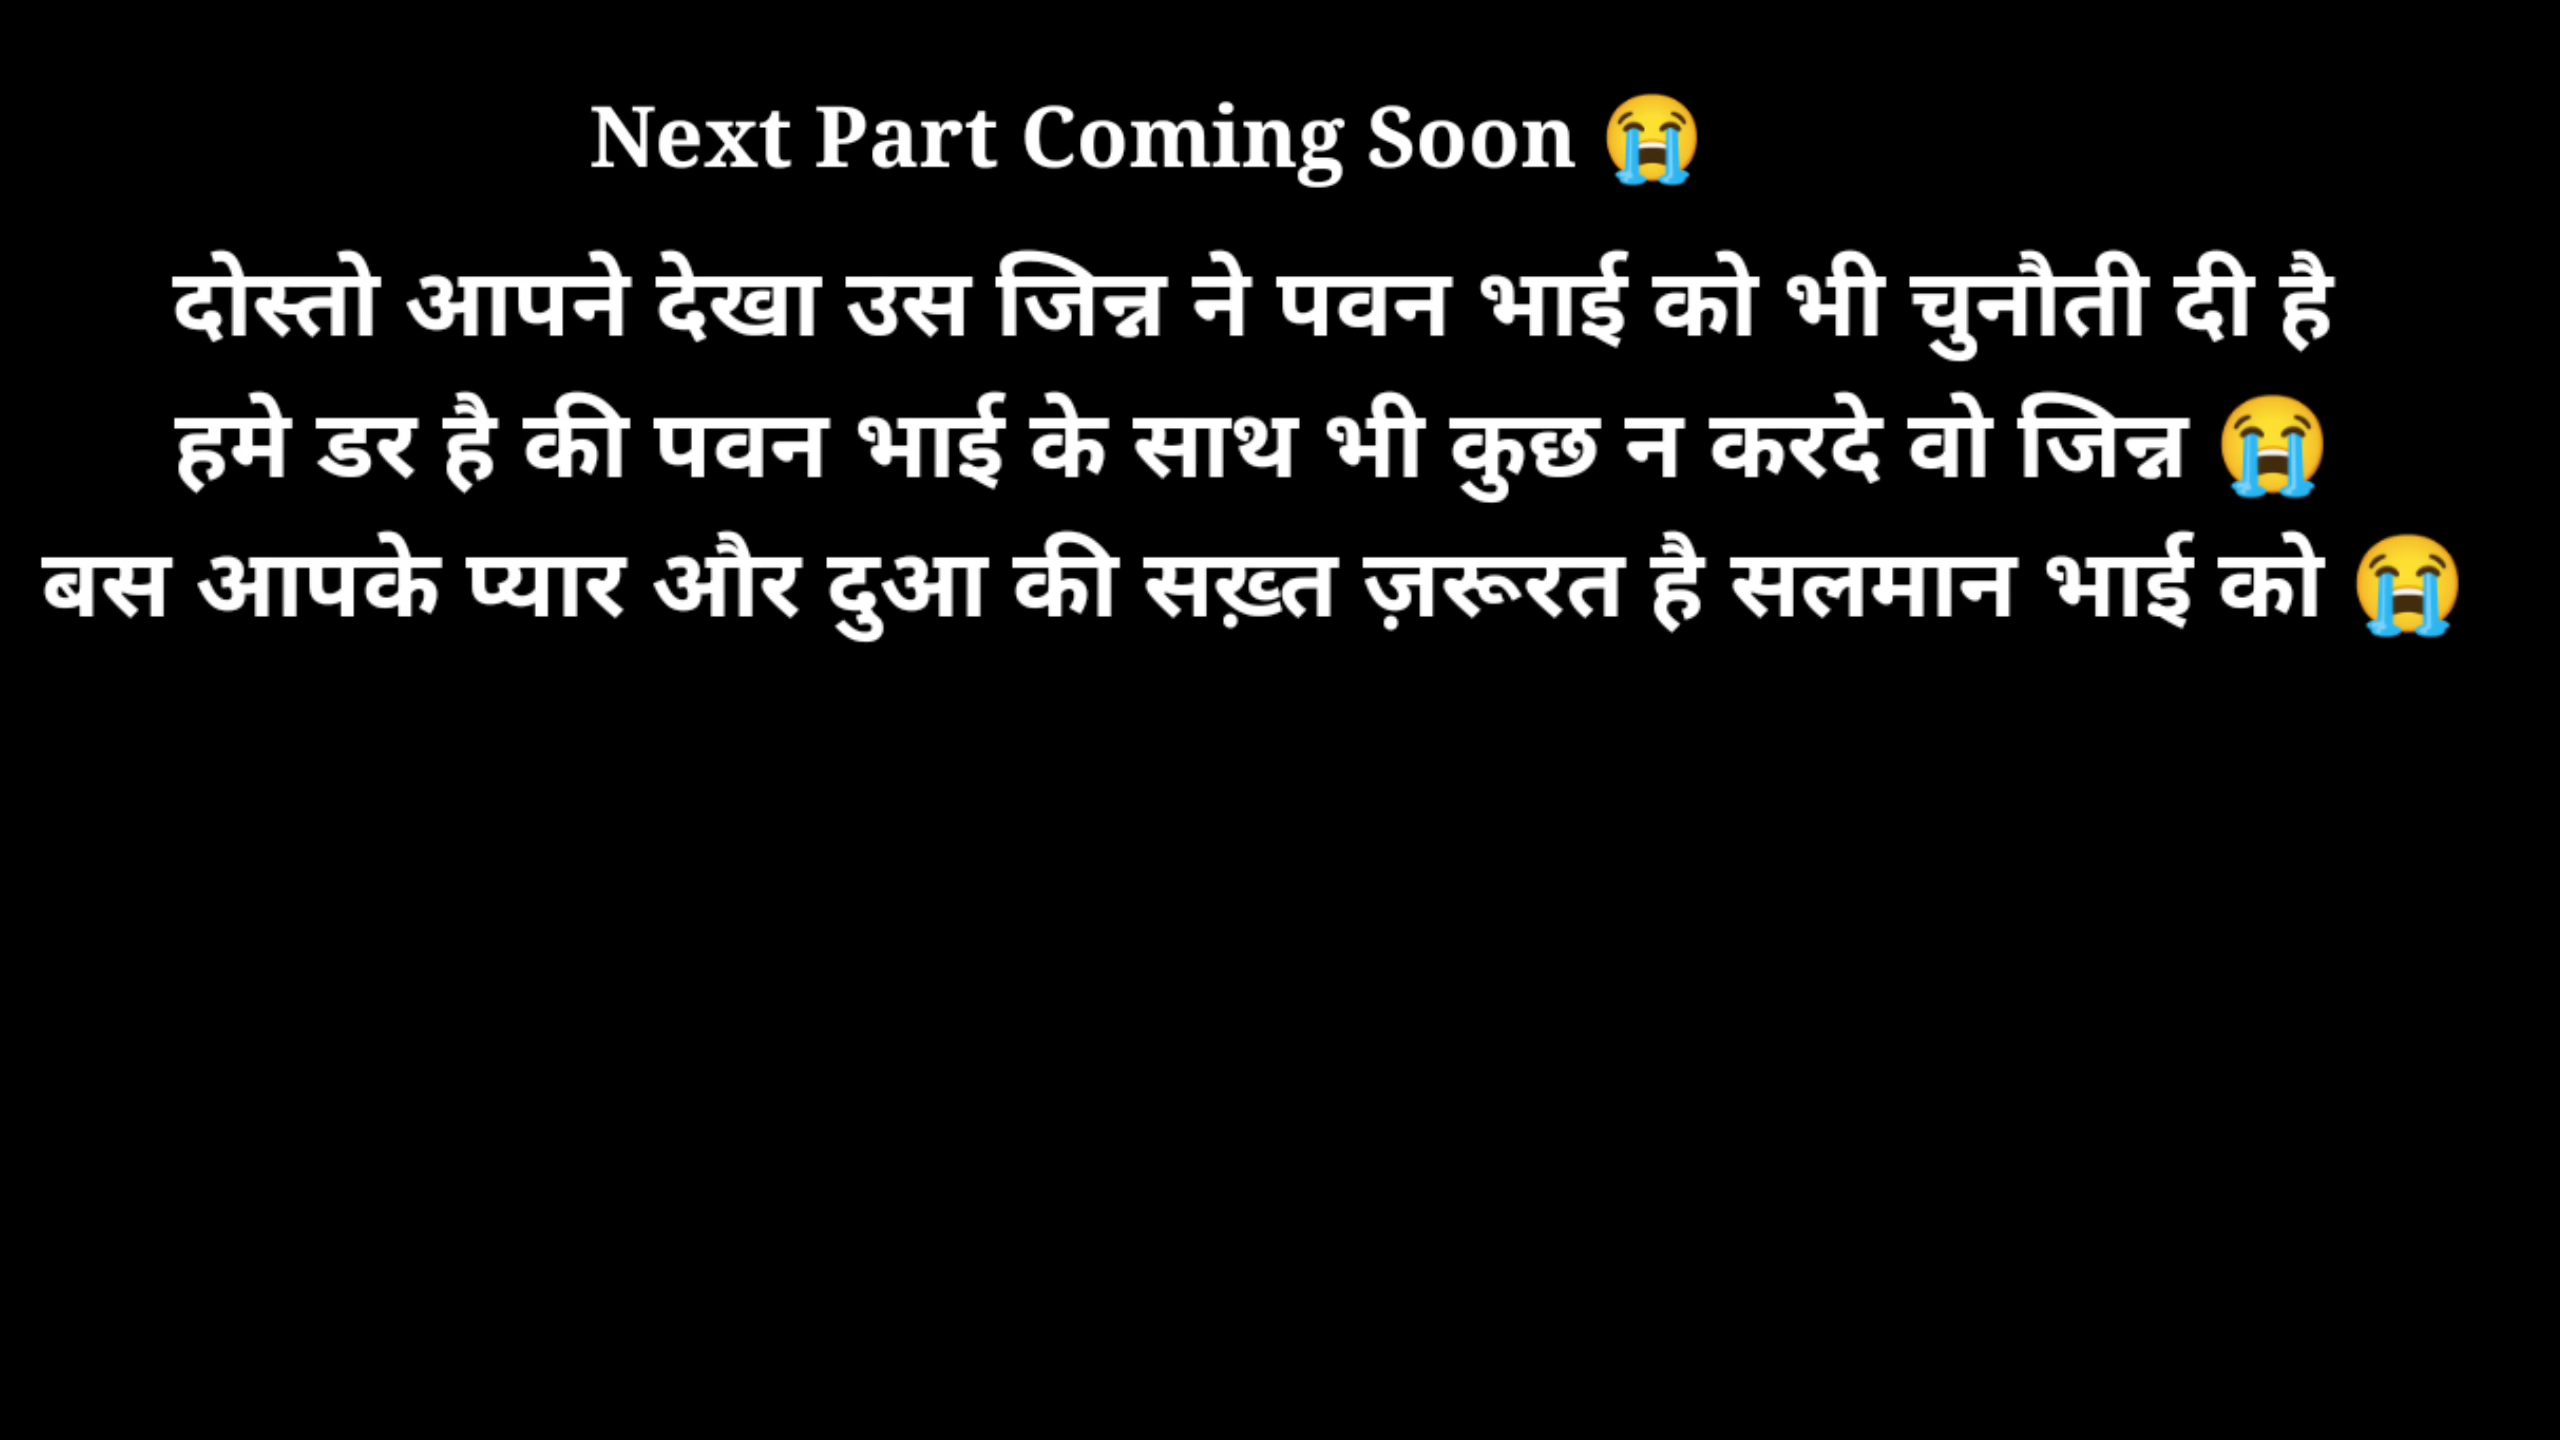 Next Part Coming Soon 😭
दोस्तो आपने देखा उस जिन्न ने पवन भाई को भी चुनौती दी है
हमे डर है की पवन भाई के साथ भी कुछ न करदे वो जिन्न 😭
बस आपके प्यार और दुआ की सख़्त ज़रूरत है सलमान भाई को 😭